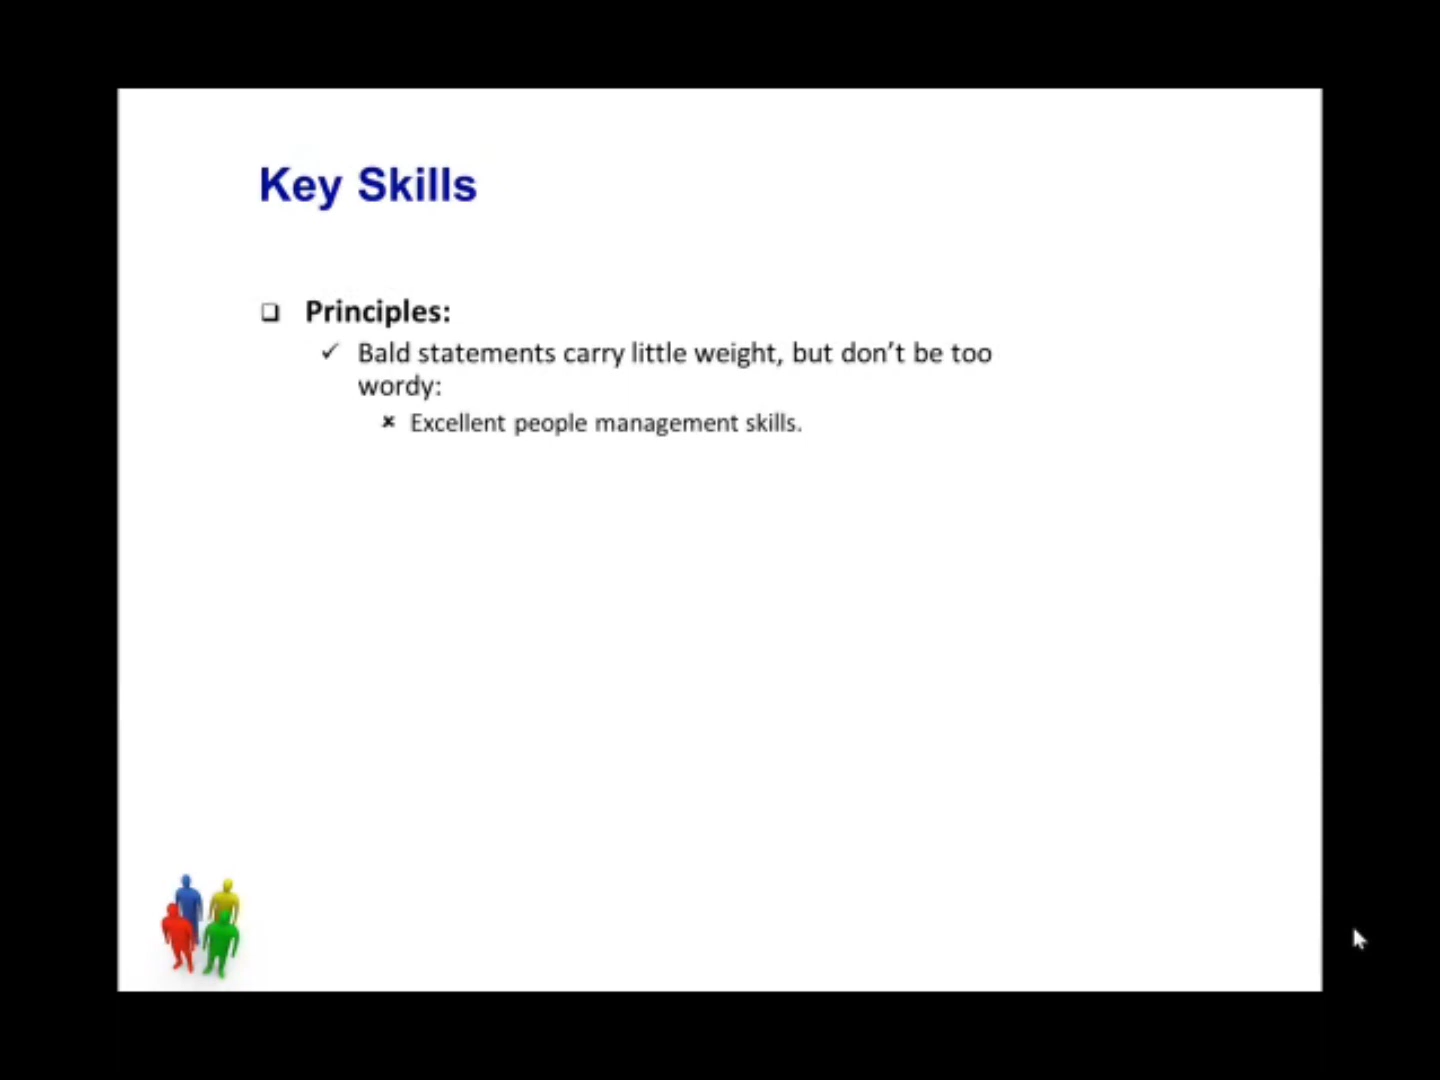 Key Skills
Principles:
Bald statements carry little weight, but don’t be too
wordy:
Excellent people management skills.